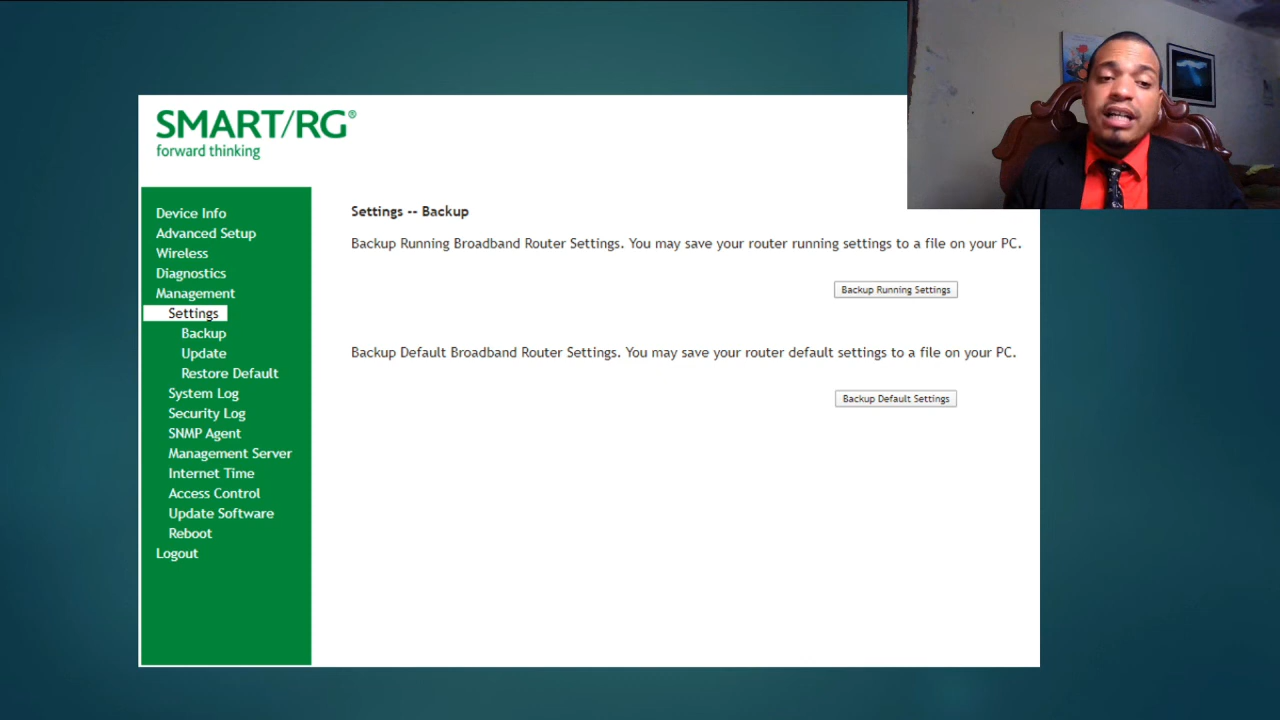 SMART/RG®
forward thinking
Device Info
Advanced Setup
Wireless
Diagnostics
Management
Settings
Backup
Update
Restore Default
System Log
Security Log
SNMP Agent
Management Server
Internet Time
Access Control
Update Software
Reboot
Logout
Settings -- Backup
Backup Running Broadband Router Settings. You may save your router running settings to a file on your PC.
Backup Running Settings
Backup Default Broadband Router Settings. You may save your router default settings to a file on your PC.
Backup Default Settings